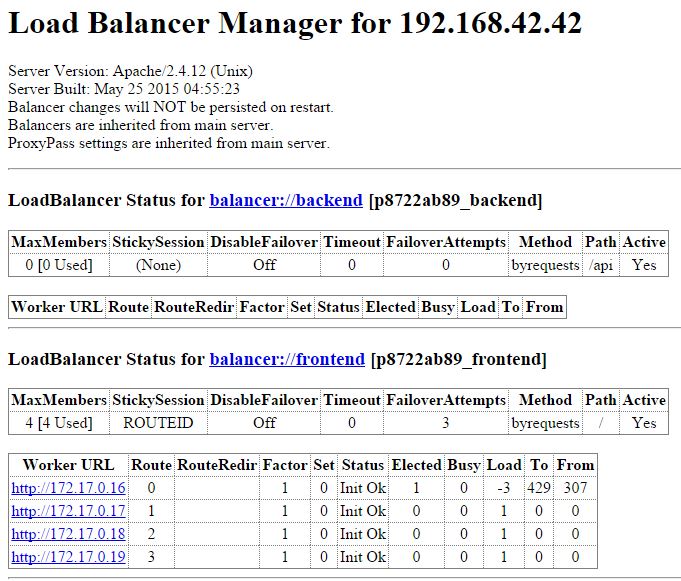 Load Balancer Manager for 192.168.42.42
Server Version: Apache/2.4.12 (Unix)
Server Built: May 25 2015 04:55:23
Balancer changes will NOT be persisted on restart.
Balancers are inherited from main server.
ProxyPass settings are inherited from main server.
LoadBalancer Status for balancer://backend [p8722ab89_backend]
MaxMembers StickySession DisableFailover Timeout FailoverAttempts Method Path Active
0 [0 Used] (None) Off 0 0 byrequests /api Yes
Worker URL Route RouteRedir Factor Set Status Elected Busy Load To From
LoadBalancer Status for balancer://frontend [p8722ab89_frontend]
MaxMembers StickySession DisableFailover Timeout FailoverAttempts Method Path Active
4 [4 Used] ROUTEID Off 0 3 byrequests / Yes
Worker URL Route RouteRedir Factor Set Status Elected Busy Load To From
http://172.17.0.16 0 1 0 Init Ok 1 0 -3 429 307
http://172.17.0.17 1 1 0 Init Ok 0 0 1 0 0
http://172.17.0.18 2 1 0 Init Ok 0 0 1 0 0
http://172.17.0.19 3 1 0 Init Ok 0 0 1 0 0